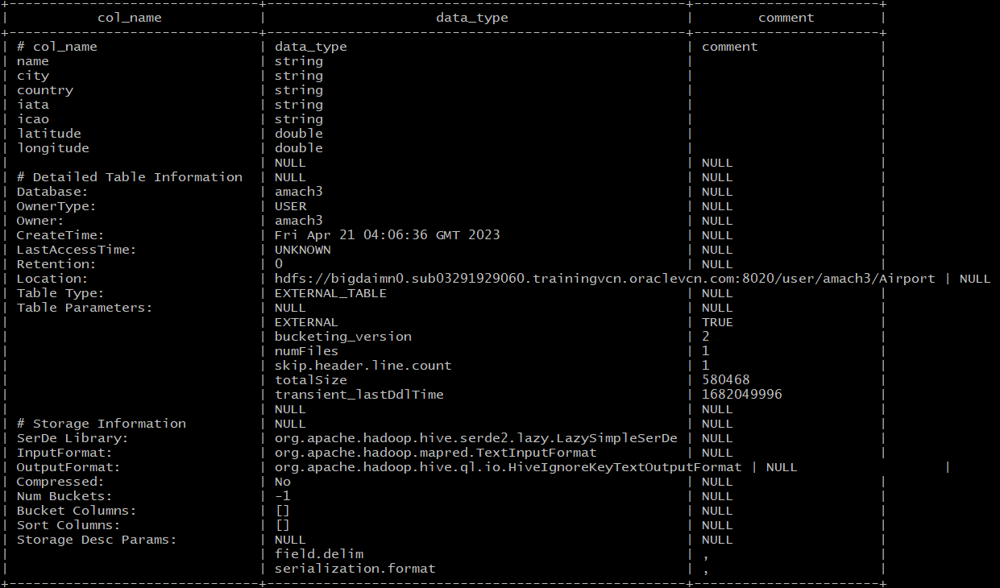 +-------------------------------+----------------------------------------------------+-----------------------+
| col_name | data_type | comment |
+-------------------------------+----------------------------------------------------+-----------------------+
| # col_name | data_type | comment |
| name | string | |
| city | string | |
| country | string | |
| iata | string | |
| icao | string | |
| latitude | double | |
| longitude | double | |
| | NULL | NULL |
| # Detailed Table Information | NULL | NULL |
| Database: | amach3 | NULL |
| OwnerType: | USER | NULL |
| Owner: | amach3 | NULL |
| CreateTime: | Fri Apr 21 04:06:36 GMT 2023 | NULL |
| LastAccessTime: | UNKNOWN | NULL |
| Retention: | 0 | NULL |
| Location: | hdfs://bigdaimn0.sub03291929060.trainingvcn.oraclevcn.com:8020/user/amach3/Airport | NULL
| Table Type: | EXTERNAL_TABLE | NULL |
| Table Parameters: | NULL | NULL |
| | EXTERNAL | TRUE |
| | bucketing_version | 2 |
| | numFiles | 1 |
| | skip.header.line.count | 1 |
| | totalSize | 580468 |
| | transient_lastDdlTime | 1682049996 |
| | NULL | NULL |
| # Storage Information | NULL | NULL |
| SerDe Library: | org.apache.hadoop.hive.serde2.lazy.LazySimpleSerDe | NULL |
| InputFormat: | org.apache.hadoop.mapred.TextInputFormat | NULL |
| OutputFormat: | org.apache.hadoop.hive.ql.io.HiveIgnoreKeyTextOutputFormat | NULL |
| Compressed: | No | NULL |
| Num Buckets: | -1 | NULL |
| Bucket Columns: | [] | NULL |
| Sort Columns: | [] | NULL |
| Storage Desc Params: | NULL | NULL |
| | field.delim | , |
| | serialization.format | , |
+-------------------------------+----------------------------------------------------+-----------------------+